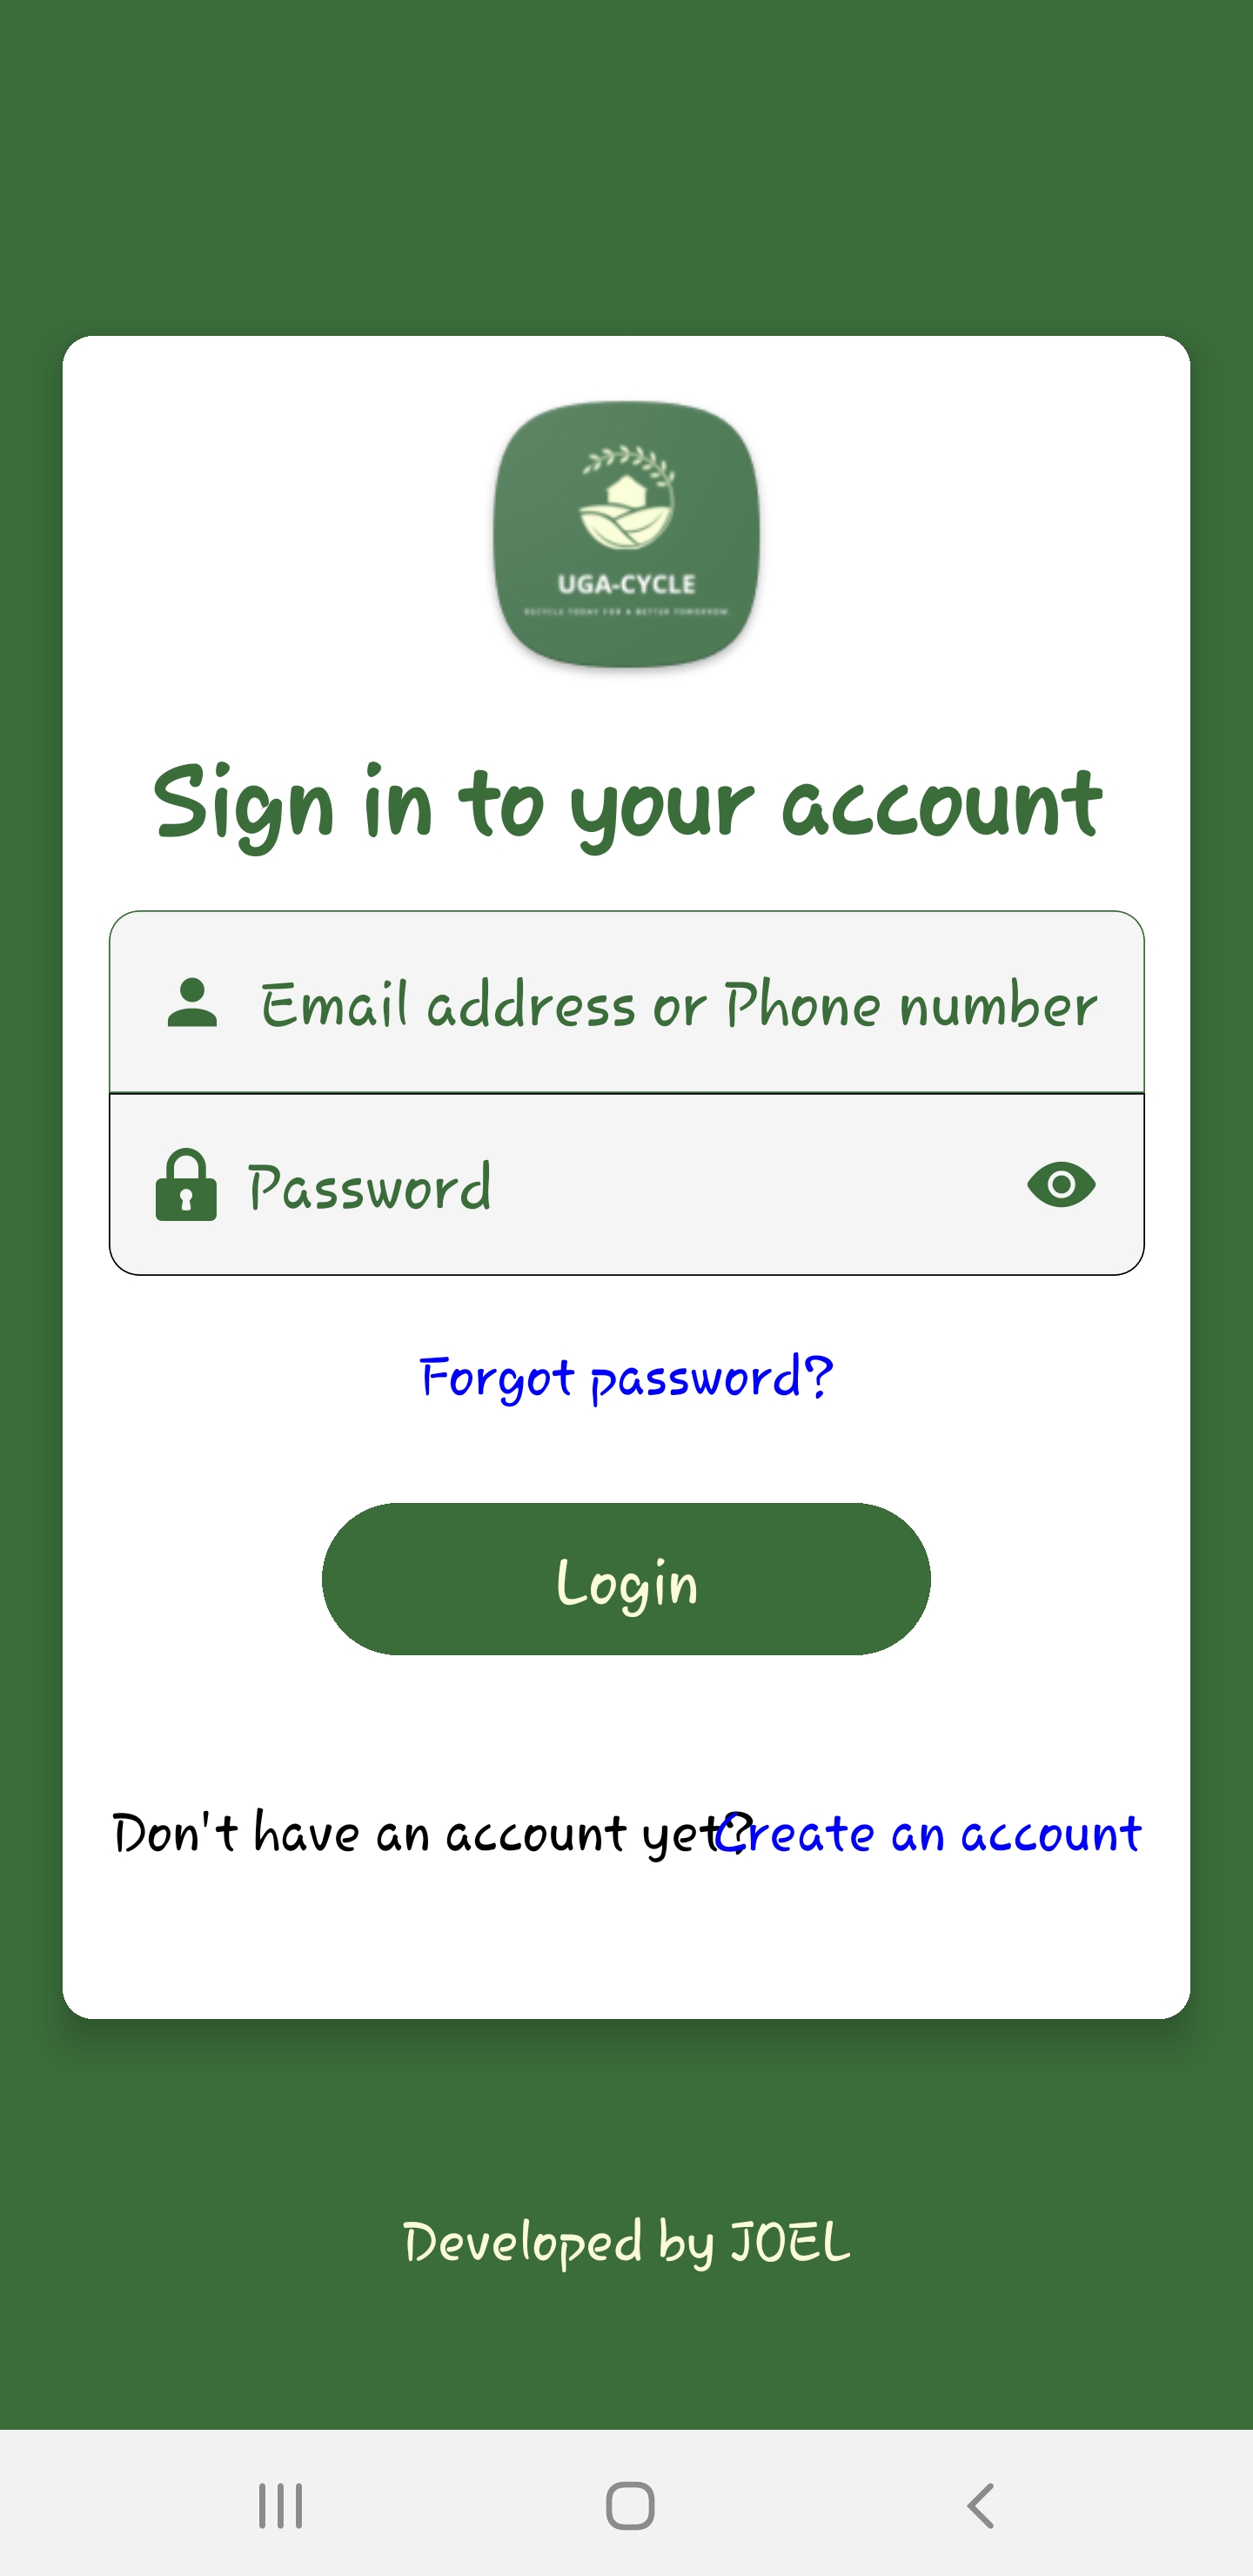 UGA-CYCLE
RECYCLE TODAY FOR A BETTER TOMORROW
Sign in to your account
Email address or Phone number
Password
Forgot password?
Login
Don't have an account yet? Create an account
Developed by JOEL